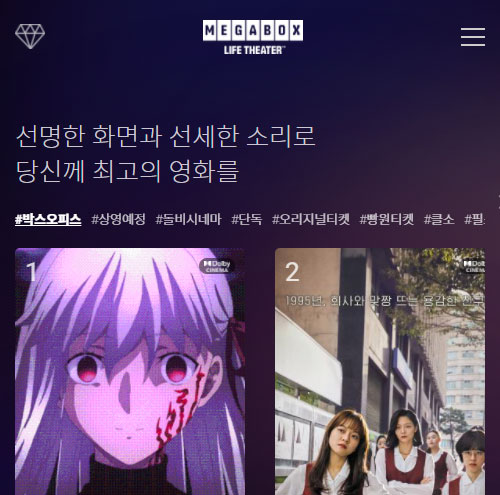 MEGABOX
LIFE THEATER
선명한 화면과 선세한 소리로
당신께 최고의 영화를
#박스오피스 #상영예정 #돌비시네마 #단독 #오리지널티켓 #빵원티켓 #클소 #필
1
Dolby
CINEMA
2
Dolby
CINEMA
1995년, 회사와 맞짱 뜨는 용감한 친구